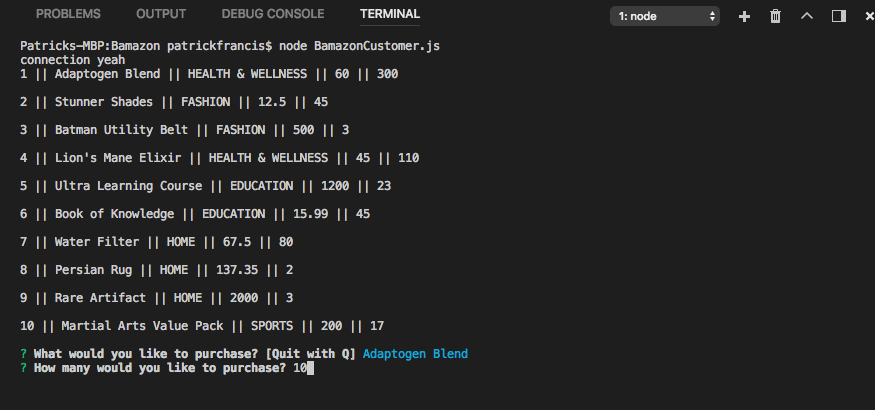 PROBLEMS OUTPUT DEBUG CONSOLE TERMINAL 1: node
Patricks-MBP:Bamazon patrickfrancis$ node BamazonCustomer.js
connection yeah
1 || Adaptogen Blend || HEALTH & WELLNESS || 60 || 300
2 || Stunner Shades || FASHION || 12.5 || 45
3 || Batman Utility Belt || FASHION || 500 || 3
4 || Lion's Mane Elixir || HEALTH & WELLNESS || 45 || 110
5 || Ultra Learning Course || EDUCATION || 1200 || 23
6 || Book of Knowledge || EDUCATION || 15.99 || 45
7 || Water Filter || HOME || 67.5 || 80
8 || Persian Rug || HOME || 137.35 || 2
9 || Rare Artifact || HOME || 2000 || 3
10 || Martial Arts Value Pack || SPORTS || 200 || 17
? What would you like to purchase? [Quit with Q] Adaptogen Blend
? How many would you like to purchase? 10